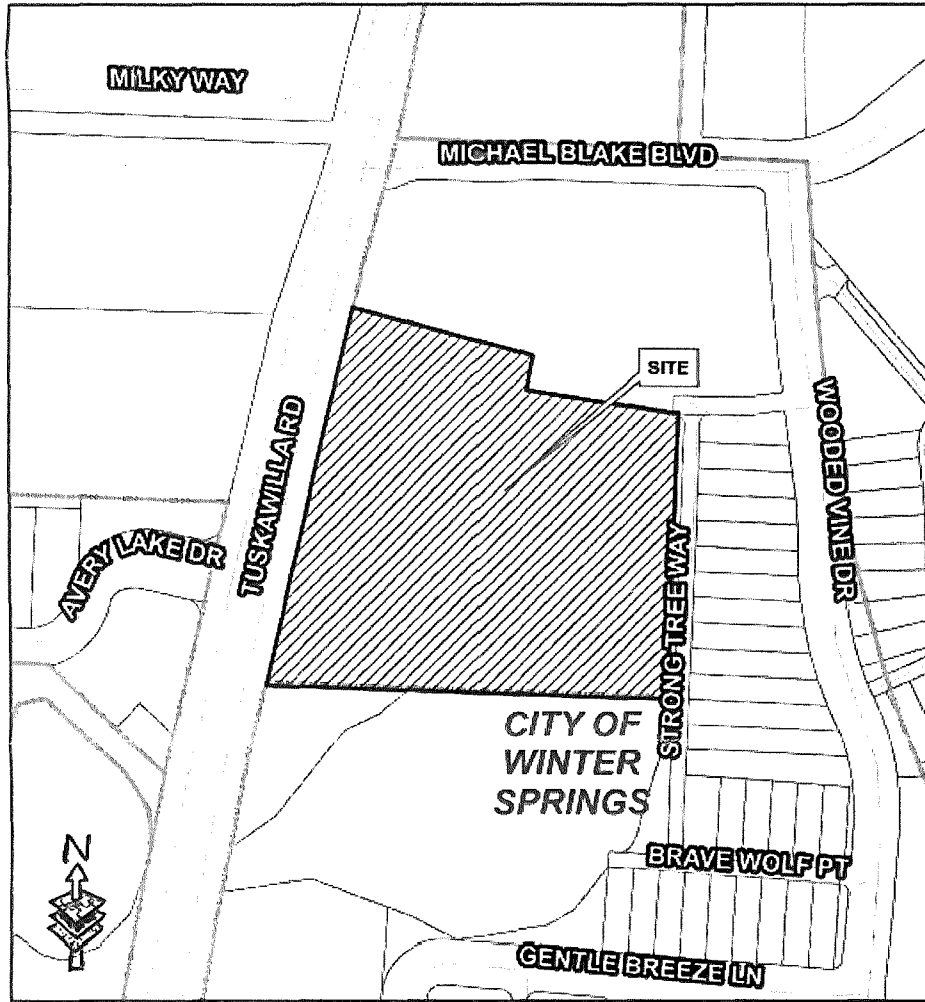 MILKY WAY
MICHAEL BLAKE BLVD
SITE
TUSKAWILLA RD
WOODED VINE DR
AVERY LAKE DR
STRONG TREE WAY
CITY OF
WINTER
SPRINGS
BRAVE WOLF PT
N
GENTLE BREEZE LN